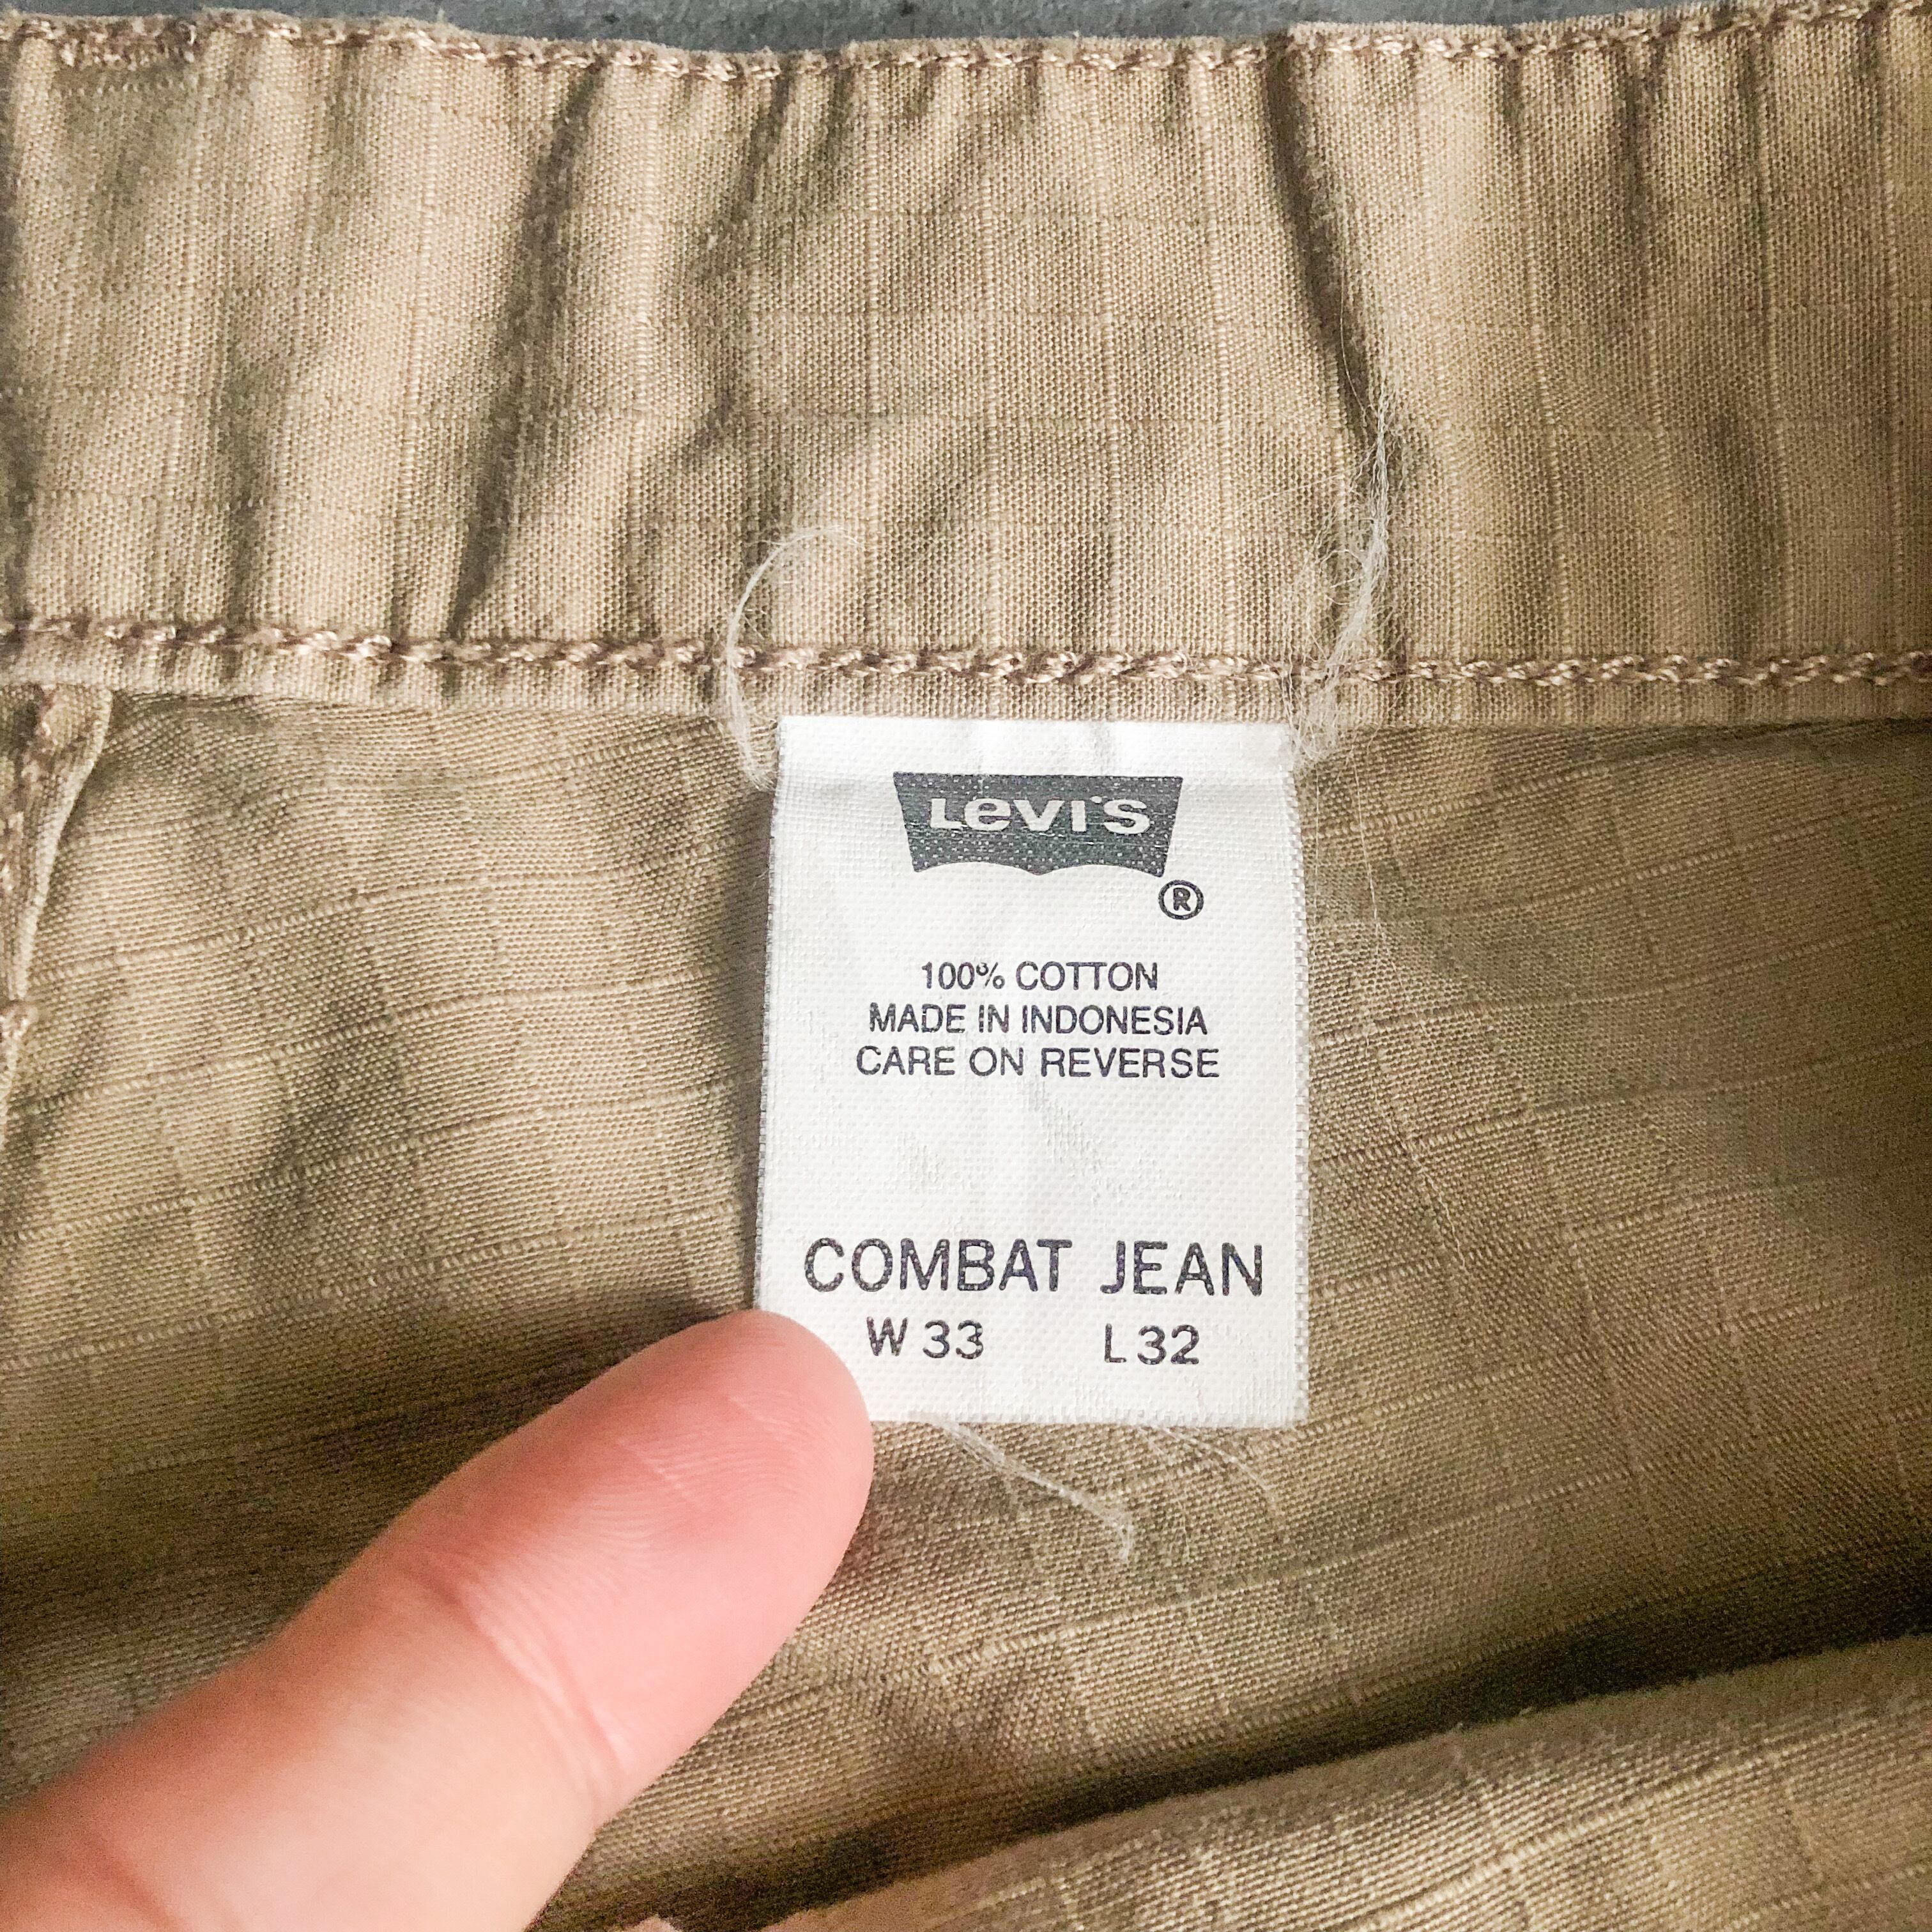 Levi's
®
100% COTTON
MADE IN INDONESIA
CARE ON REVERSE
COMBAT JEAN
W 33 L 32